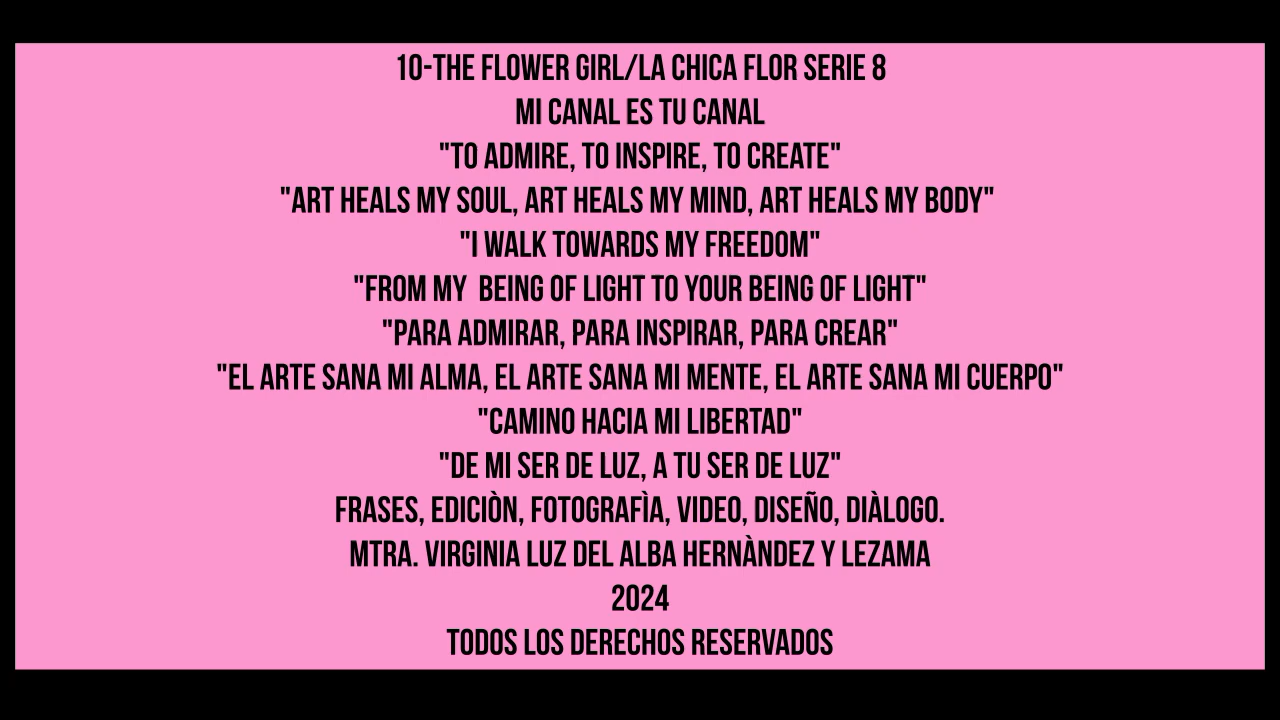 10-THE FLOWER GIRL/LA CHICA FLOR SERIE 8
MI CANAL ES TU CANAL
"TO ADMIRE, TO INSPIRE, TO CREATE"
"ART HEALS MY SOUL, ART HEALS MY MIND, ART HEALS MY BODY"
"I WALK TOWARDS MY FREEDOM"
"FROM MY  BEING OF LIGHT TO YOUR BEING OF LIGHT"
"PARA ADMIRAR, PARA INSPIRAR, PARA CREAR"
"EL ARTE SANA MI ALMA, EL ARTE SANA MI MENTE, EL ARTE SANA MI CUERPO"
"CAMINO HACIA MI LIBERTAD"
"DE MI SER DE LUZ, A TU SER DE LUZ"
FRASES, EDICIÒN, FOTOGRAFÌA, VIDEO, DISEÑO, DIÀLOGO.
MTRA. VIRGINIA LUZ DEL ALBA HERNÀNDEZ Y LEZAMA
2024
TODOS LOS DERECHOS RESERVADOS